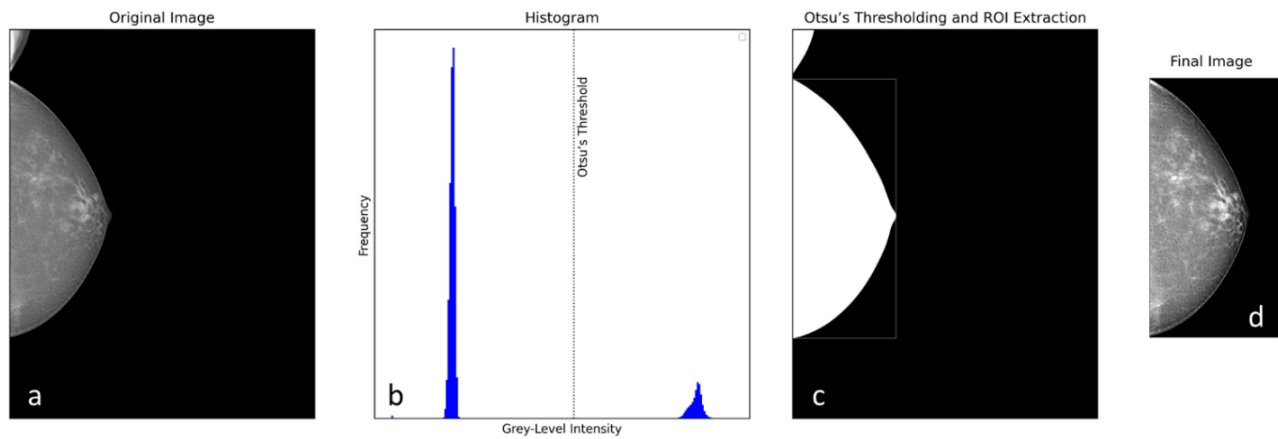 Original Image
Histogram
Otsu's Thresholding and ROI Extraction
Final Image
Otsu's Threshold
Frequency
Grey-Level Intensity
a
b
c
d